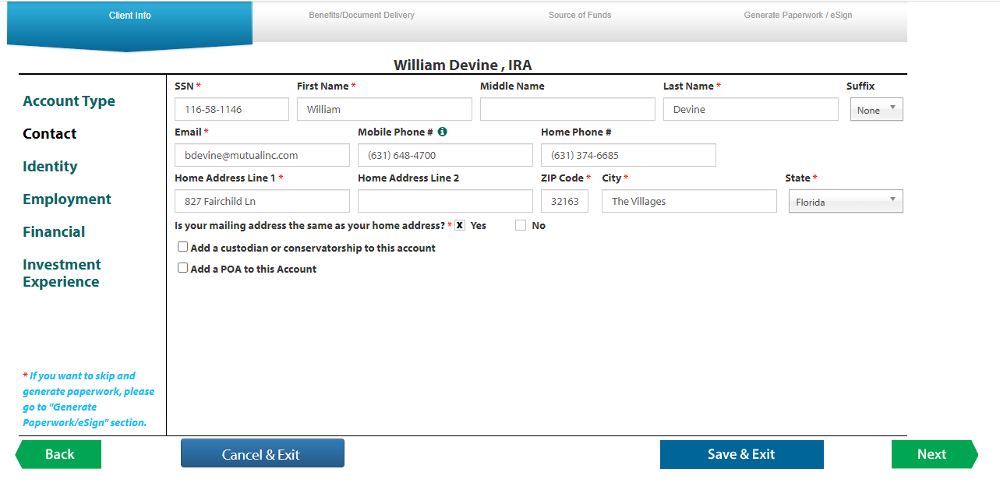 Client Info
Benefits/Document Delivery
Source of Funds
Generate Paperwork / eSign
William Devine , IRA
Account Type
Contact
Identity
Employment
Financial
Investment
Experience
* If you want to skip and
generate paperwork, please
go to "Generate
Paperwork/eSign" section.
SSN * First Name * Middle Name Last Name * Suffix
116-58-1146 William Devine None
Email * Mobile Phone # Home Phone #
bdevine@mutualinc.com (631) 648-4700 (631) 374-6685
Home Address Line 1 * Home Address Line 2 ZIP Code * City * State *
827 Fairchild Ln 32163 The Villages Florida
Is your mailing address the same as your home address? * X Yes No
Add a custodian or conservatorship to this account
Add a POA to this Account
Back
Cancel & Exit
Save & Exit
Next